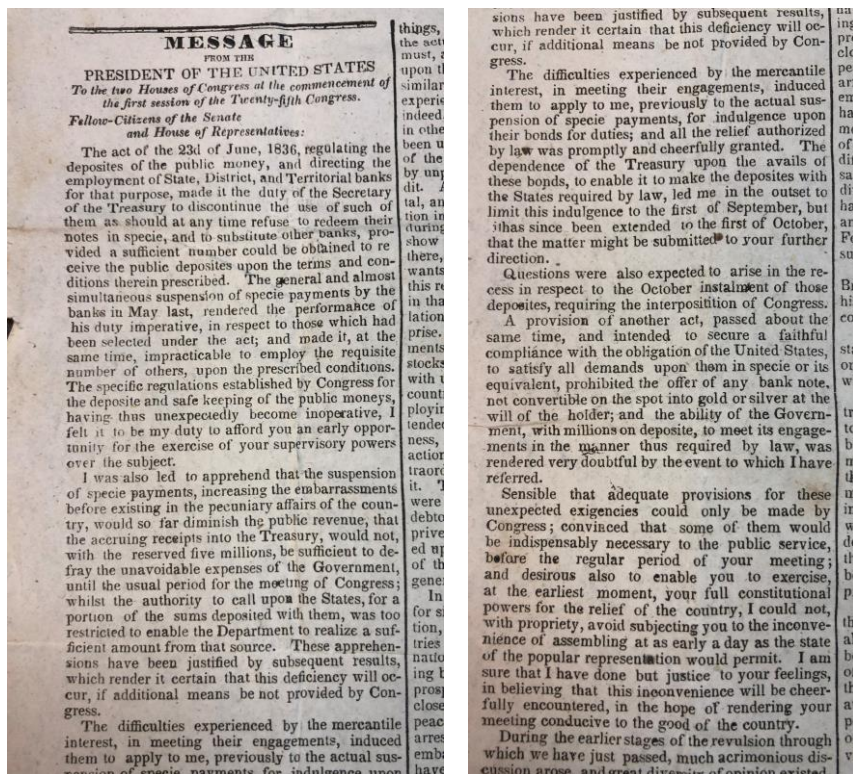 MESSAGE
FROM THE
PRESIDENT OF THE UNITED STATES
To the two Houses of Congress at the commencement of
the first session of the Twenty-fifth Congress.
Fellow-Citizens of the Senate
and House of Representatives:
The act of the 23d of June, 1836, regulating the
deposites of the public money, and directing the
employment of State, District, and Territorial banks
for that purpose, made it the duty of the Secretary
of the Treasury to discontinue the use of such of
them as should at any time refuse to redeem their
notes in specie, and to substitute other banks, pro-
vided a sufficient number could be obtained to re
ceive the public deposites upon the terms and con-
ditions therein prescribed. The general and almost
simultaneous suspension of specie payments by the
banks in May last, rendered the performance of
his duty imperative, in respect to those which had
been selected under the act; and made it, at the
same time, impracticable to employ the requisite
number of others, upon the prescribed conditions.
The specific regulations established by Congress for
the deposite and safe keeping of the public moneys,
having thus unexpectedly become inoperative, I
felt it to be my duty to afford you an early oppor-
tunity for the exercise of your supervisory powers
over the subject.
I was also led to apprehend that the suspension
of specie payments, increasing the embarrassments
before existing in the pecuniary affairs of the coun-
try, would so far diminish the public revenue, that
the accruing receipts into the Treasury, would not,
with the reserved five millions, be sufficient to de-
fray the unavoidable expenses of the Government,
until the usual period for the meeting of Congress;
whilst the authority to call upon the States, for a
portion of the sums deposited with them, was too
restricted to enable the Department to realize a suf-
ficient amount from that source. These apprehen-
sions have been justified by subsequent results,
which render it certain that this deficiency will oc-
cur, if additional means be not provided by Con-
gress.
The difficulties experienced by the mercantile
interest, in meeting their engagements, induced
them to apply to me, previously to the actual sus-
pension of specie payments, for indulgence upon
sions have been justified by subsequent results,
which render it certain that this deficiency will oc-
cur, if additional means be not provided by Con-
gress.
The difficulties experienced by the mercantile
interest, in meeting their engagements, induced
them to apply to me, previously to the actual sus-
pension of specie payments, for indulgence upon
their bonds for duties; and all the relief authorized
by law was promptly and cheerfully granted. The
dependence of the Treasury upon the avails of
these bonds, to enable it to make the deposites with
the States required by law, led me in the outset to
limit this indulgence to the first of September, but
it has since been extended to the first of October,
that the matter might be submitted to your further
direction.
Questions were also expected to arise in the re-
cess in respect to the October instalment of those
deposites, requiring the interposition of Congress.
A provision of another act, passed about the
same time, and intended to secure a faithful
compliance with the obligation of the United States,
to satisfy all demands upon them in specie or its
equivalent, prohibited the offer of any bank note,
not convertible on the spot into gold or silver at the
will of the holder; and the ability of the Govern-
ment, with millions on deposite, to meet its engage-
ments in the manner thus required by law, was
rendered very doubtful by the event to which I have
referred.
Sensible that adequate provisions for these
unexpected exigencies could only be made by
Congress; convinced that some of them would
be indispensably necessary to the public service,
before the regular period of your meeting;
and desirous also to enable you to exercise,
at the earliest moment, your full constitutional
powers for the relief of the country, I could not,
with propriety, avoid subjecting you to the inconve-
nience of assembling at as early a day as the state
of the popular representation would permit. I am
sure that I have done but justice to your feelings,
in believing that this inconvenience will be cheer-
fully encountered, in the hope of rendering your
meeting conducive to the good of the country.
During the earlier stages of the revulsion through
which we have just passed, much acrimonious dis-
cussion arose, and great diversity of opinion existed